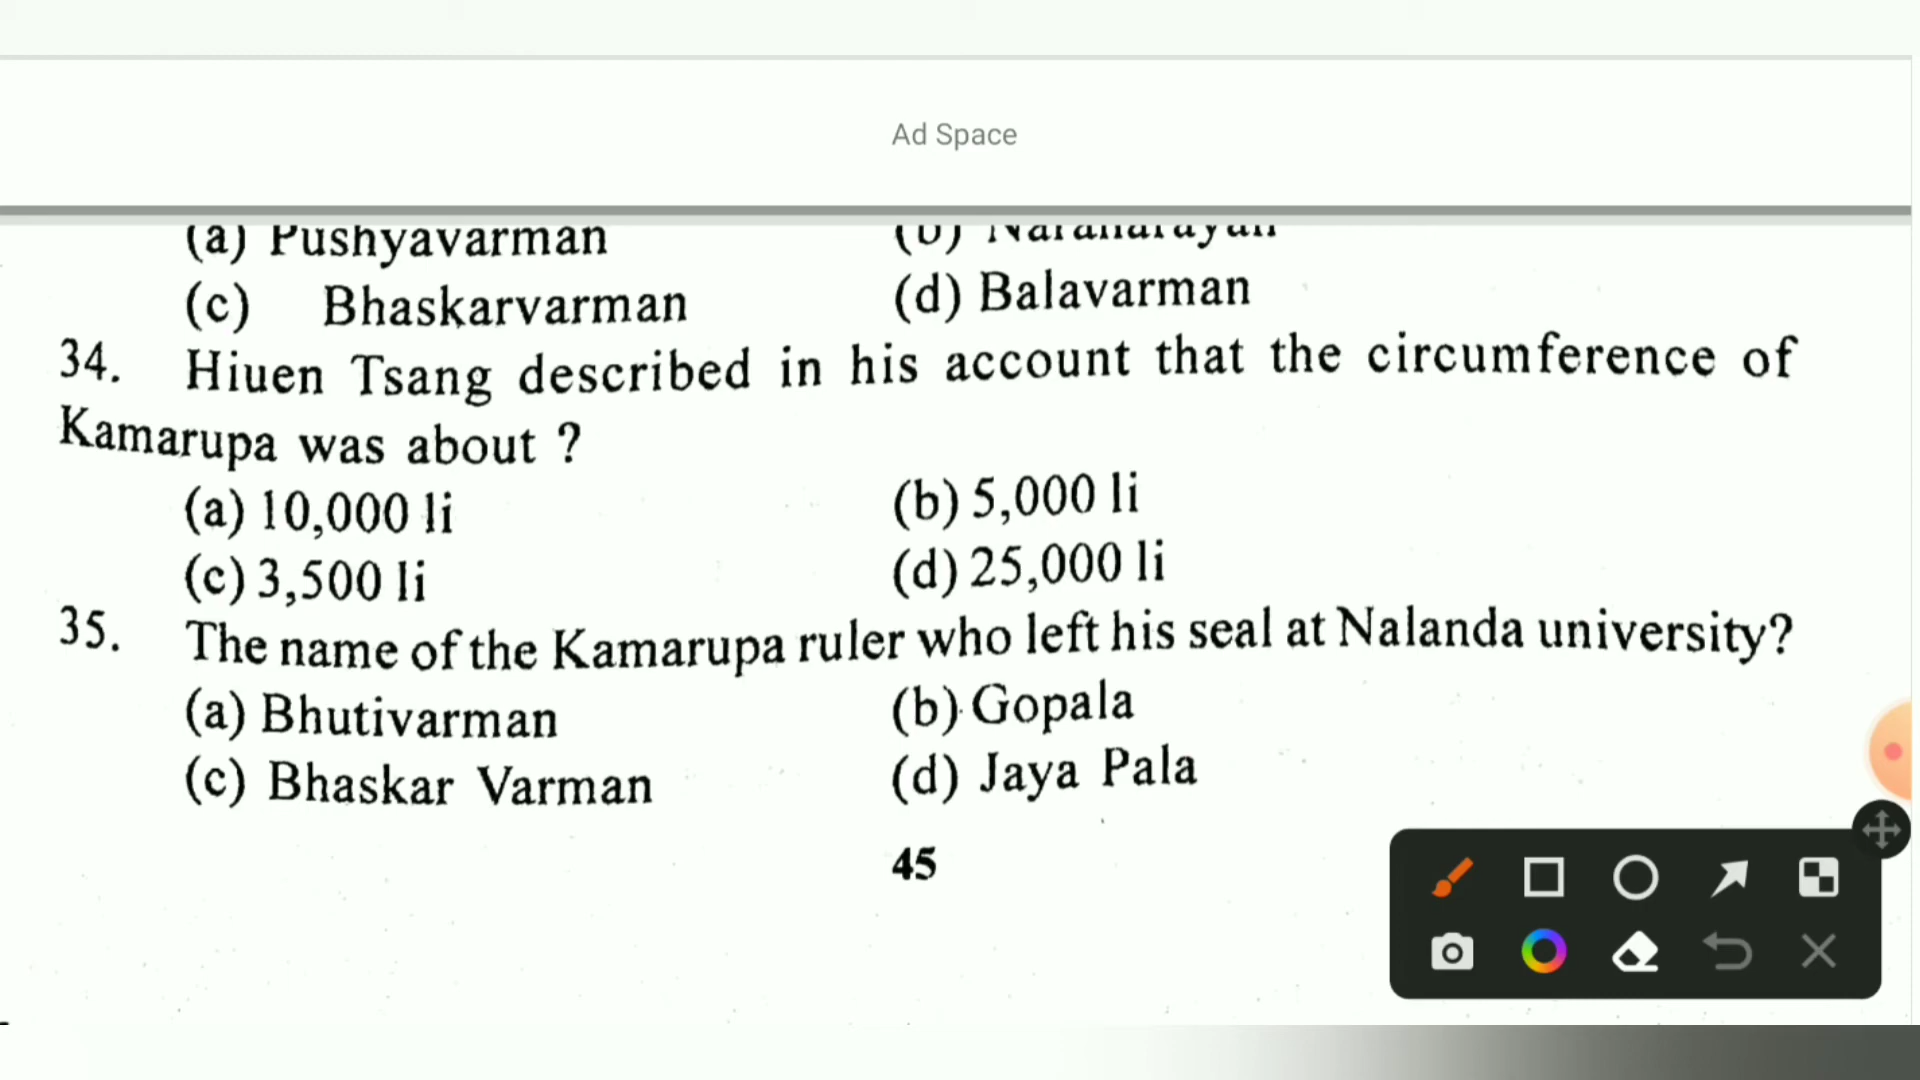 Ad Space
(a) Pushyavarman (b) Naranarayan
(c) Bhaskarvarman (d) Balavarman
34. Hiuen Tsang described in his account that the circumference of
Kamarupa was about ?
(a) 10,000 li (b) 5,000 li
(c) 3,500 li (d) 25,000 li
35. The name of the Kamarupa ruler who left his seal at Nalanda university?
(a) Bhutivarman (b) Gopala
(c) Bhaskar Varman (d) Jaya Pala
45